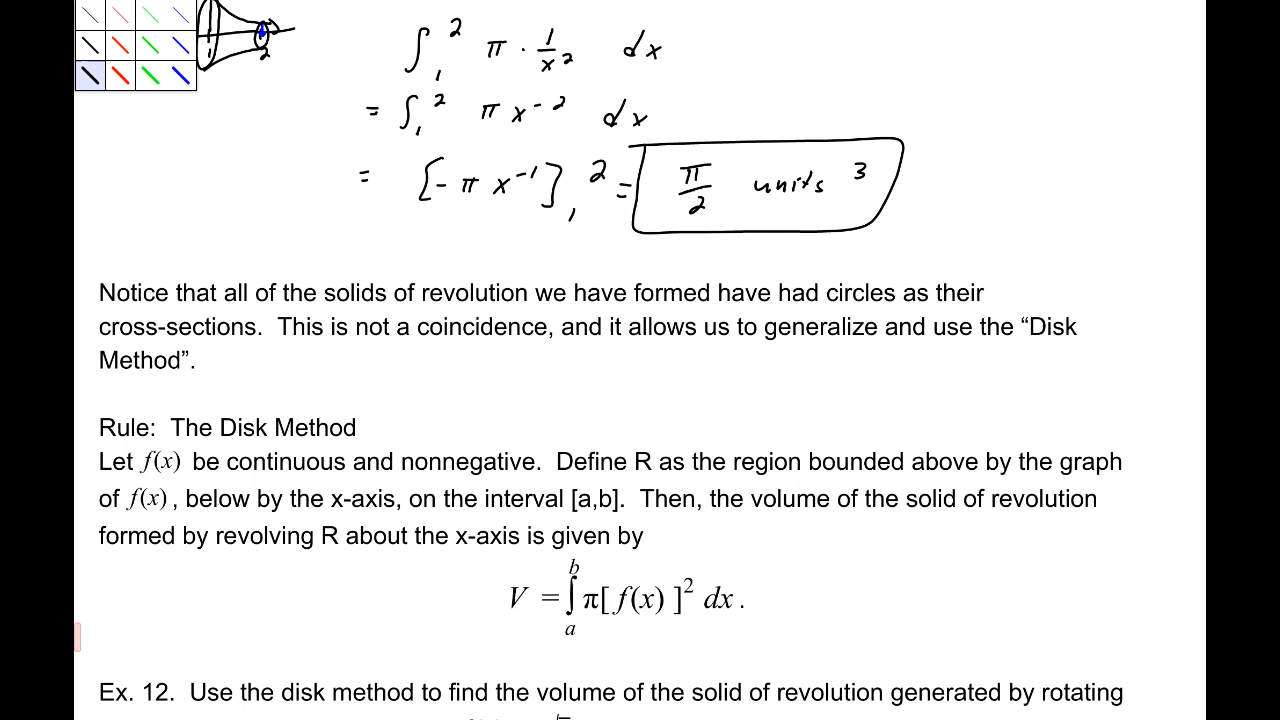 2
∫₁² π · 1/x² dx
= ∫₁² π x⁻² dx
= [-π x⁻¹]₁² = π/2 units³
Notice that all of the solids of revolution we have formed have had circles as their
cross-sections. This is not a coincidence, and it allows us to generalize and use the “Disk
Method”.
Rule: The Disk Method
Let f(x) be continuous and nonnegative. Define R as the region bounded above by the graph
of f(x), below by the x-axis, on the interval [a,b]. Then, the volume of the solid of revolution
formed by revolving R about the x-axis is given by
V = ∫ₐᵇ π[f(x)]² dx.
Ex. 12. Use the disk method to find the volume of the solid of revolution generated by rotating